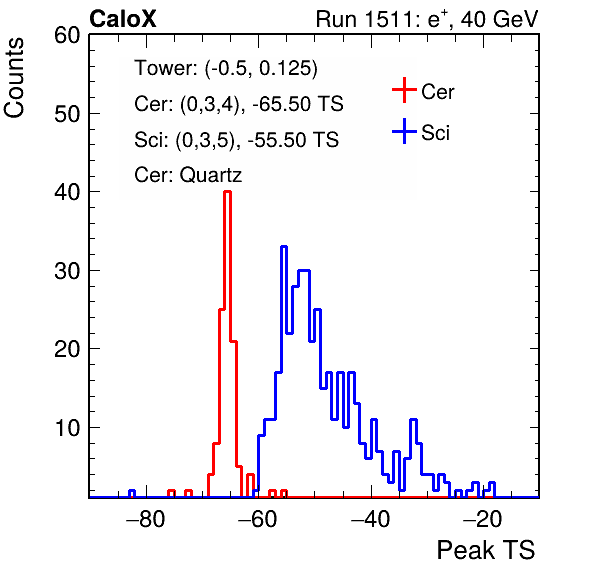 CaloX Run 1511: e⁺, 40 GeV
Counts
60
50
40
30
20
10
Tower: (-0.5, 0.125)
Cer: (0,3,4), -65.50 TS
Sci: (0,3,5), -55.50 TS
Cer: Quartz
Cer
Sci
−80 −60 −40 −20
Peak TS